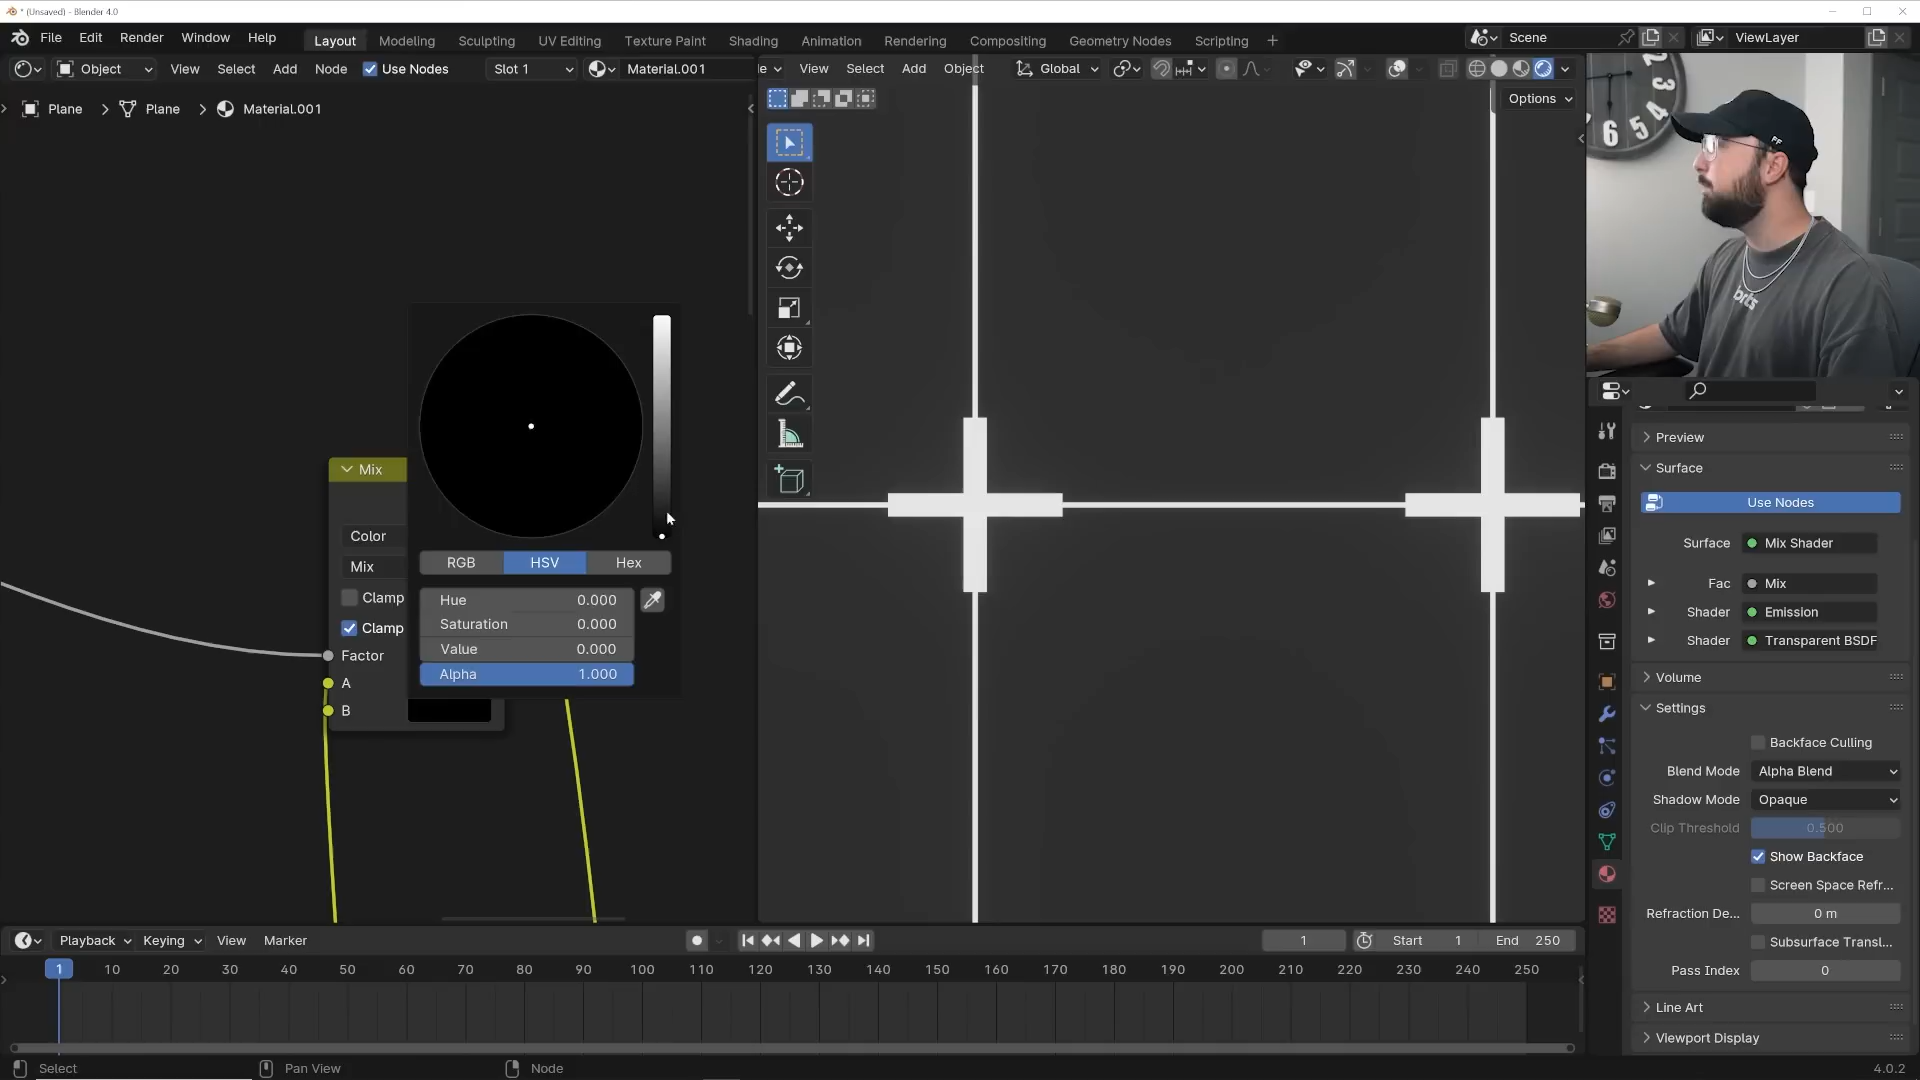 * (Unsaved) - Blender 4.0
File Edit Render Window Help Layout Modeling Sculpting UV Editing Texture Paint Shading Animation Rendering Compositing Geometry Nodes Scripting + Scene ViewLayer
Object View Select Add Node Use Nodes Slot 1 Material.001
View Select Add Object Global
Options
Plane Plane Material.001
6 5
FF
Mix
Color
Mix
Clamp
Clamp
Factor
A
B
RGB HSV Hex
Hue 0.000
Saturation 0.000
Value 0.000
Alpha 1.000
Preview
Surface
Use Nodes
Surface Mix Shader
Fac Mix
Shader Emission
Shader Transparent BSDF
Volume
Settings
Backface Culling
Blend Mode Alpha Blend
Shadow Mode Opaque
Clip Threshold 0.500
Show Backface
Screen Space Refr...
Refraction De... 0 m
Subsurface Transl...
Pass Index 0
Line Art
Viewport Display
Playback Keying View Marker 1 Start 1 End 250
1 10 20 30 40 50 60 70 80 90 100 110 120 130 140 150 160 170 180 190 200 210 220 230 240 250
Select Pan View Node 4.0.2